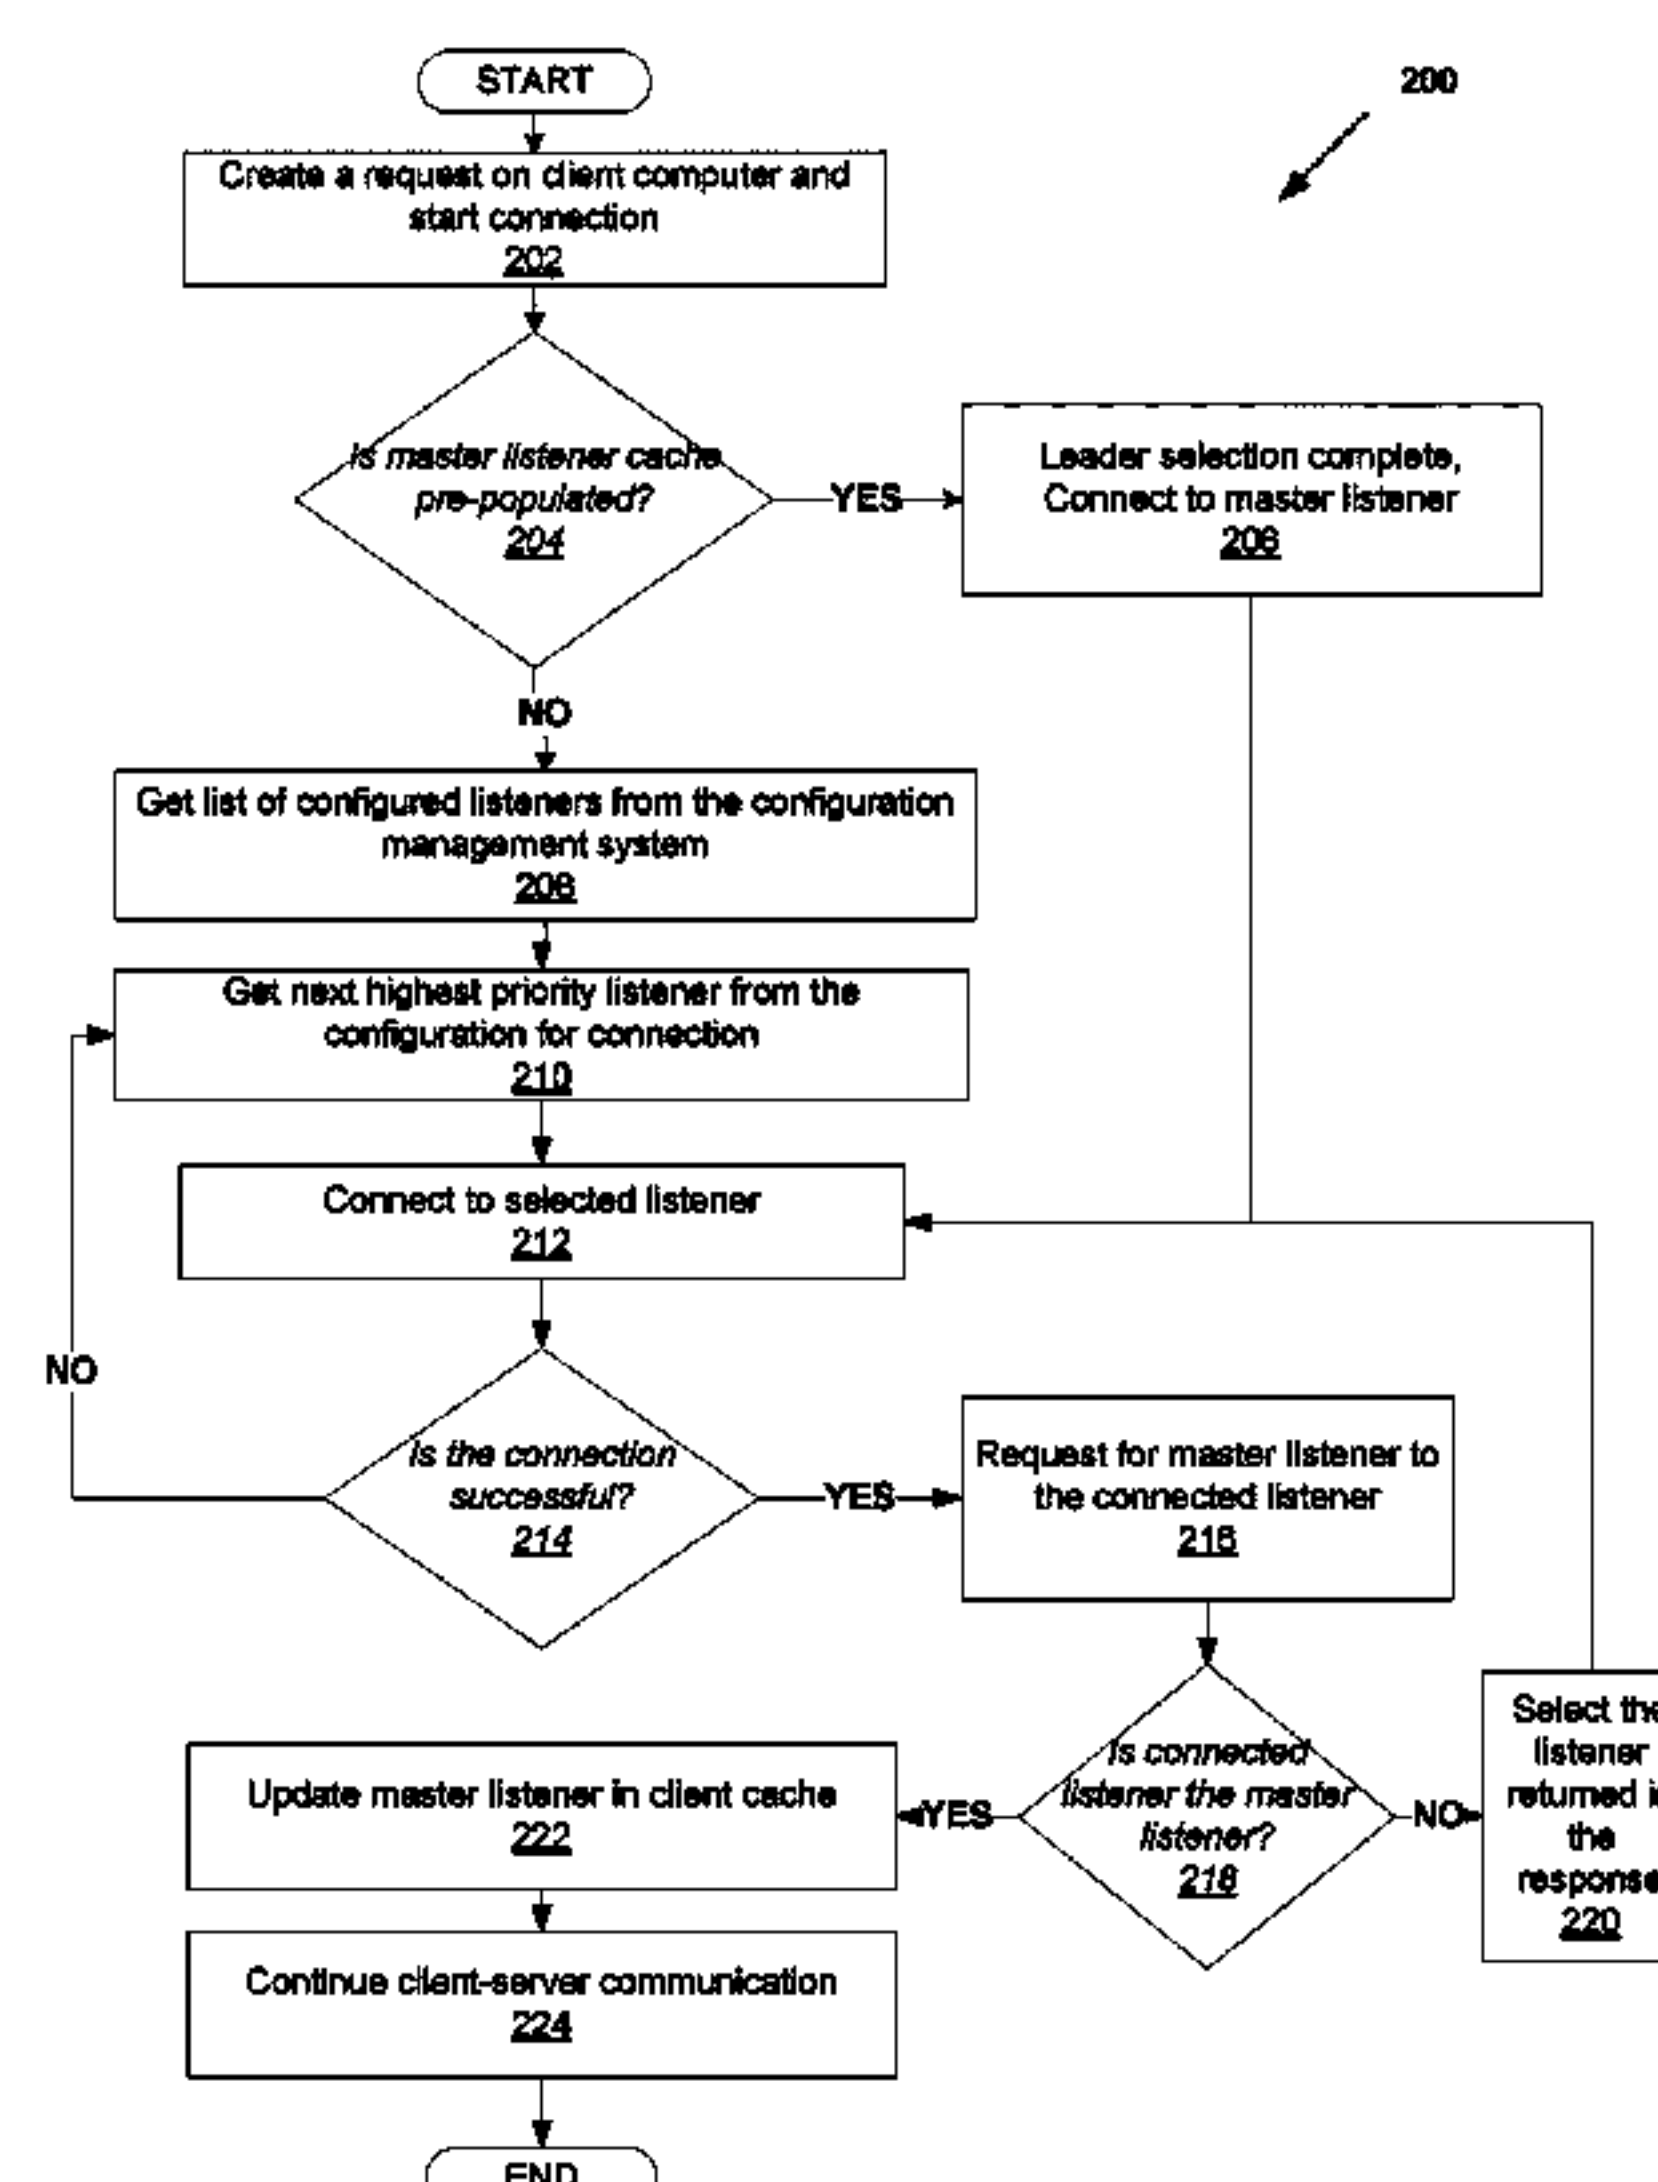 START
200
Create a request on client computer and
start connection
202
Is master listener cache
pre-populated?
204
YES
Leader selection complete,
Connect to master listener
206
NO
Get list of configured listeners from the configuration
management system
208
Get next highest priority listener from the
configuration for connection
210
Connect to selected listener
212
NO
Is the connection
successful?
214
YES
Request for master listener to
the connected listener
216
Is connected
listener the master
listener?
218
YES
NO
Select the
listener
returned
the
response
220
Update master listener in client cache
222
Continue client-server communication
224
END